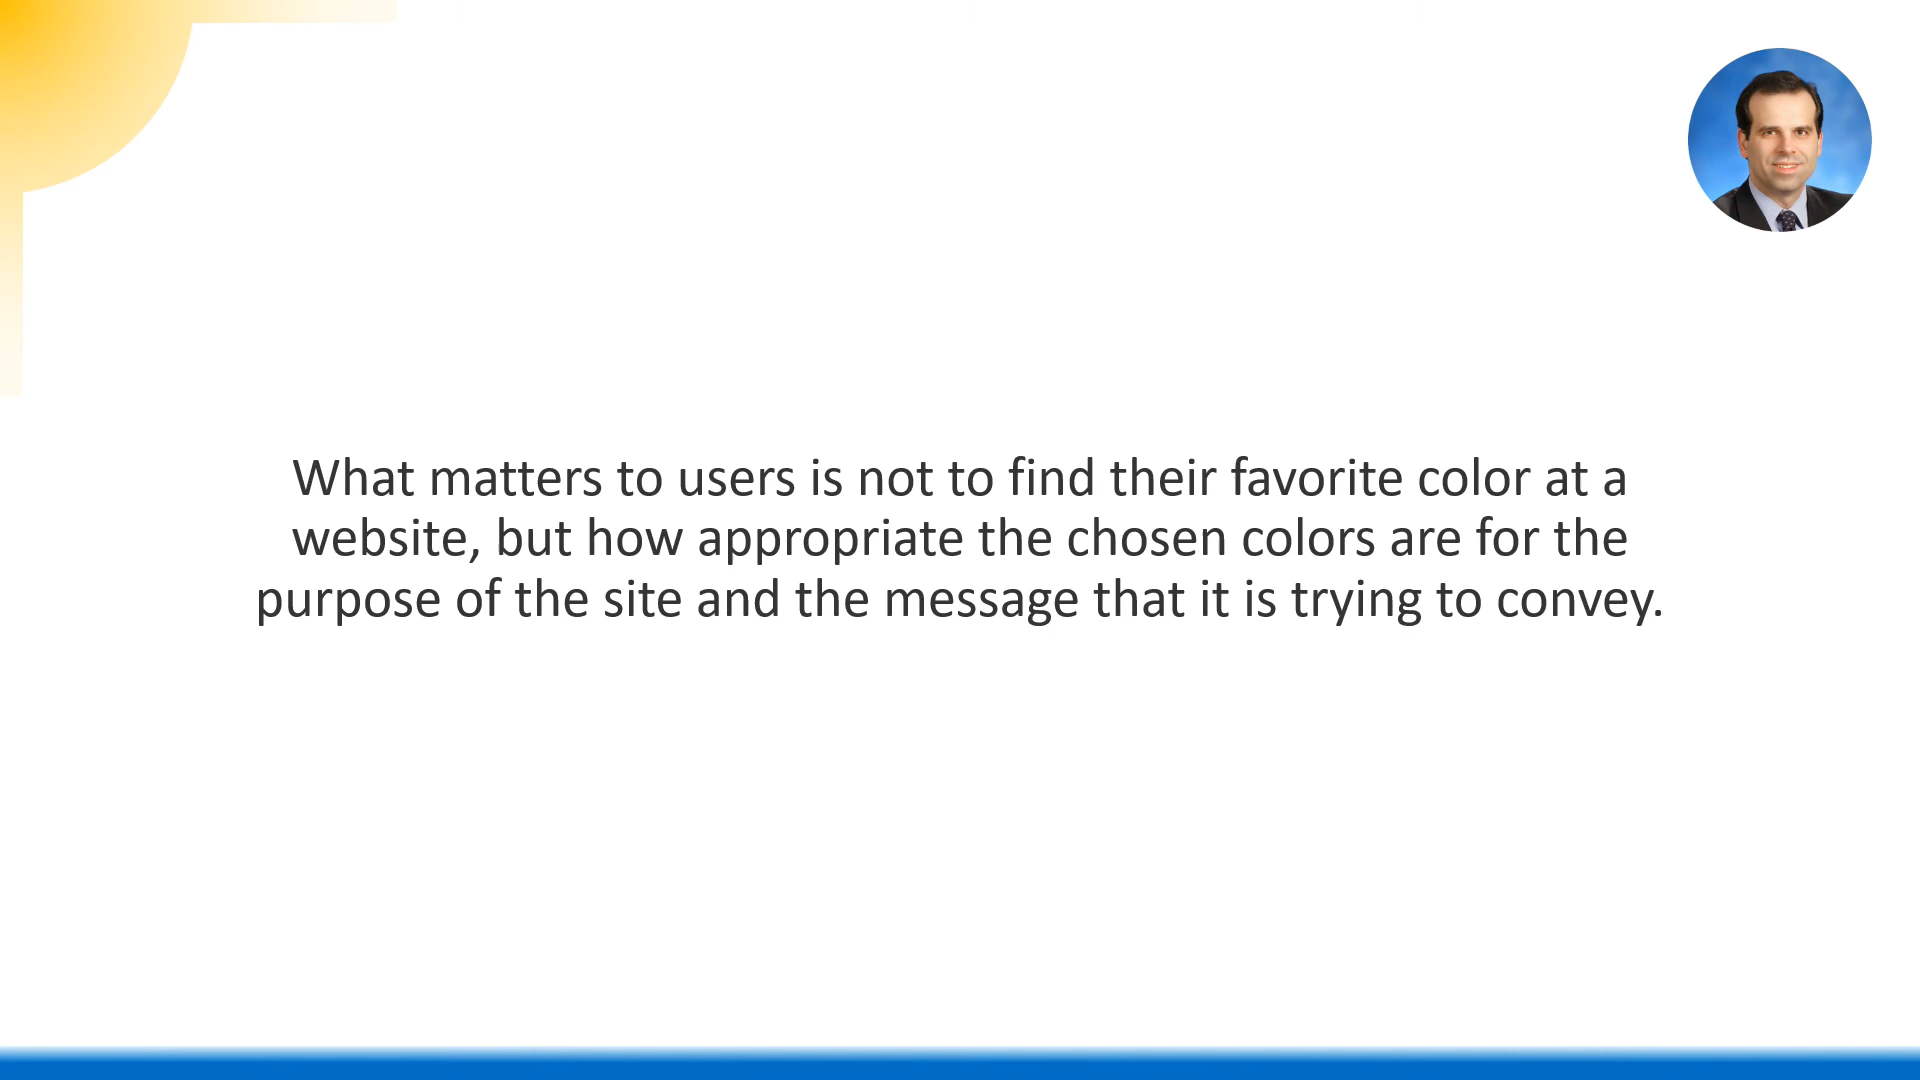 What matters to users is not to find their favorite color at a
website, but how appropriate the chosen colors are for the
purpose of the site and the message that it is trying to convey.